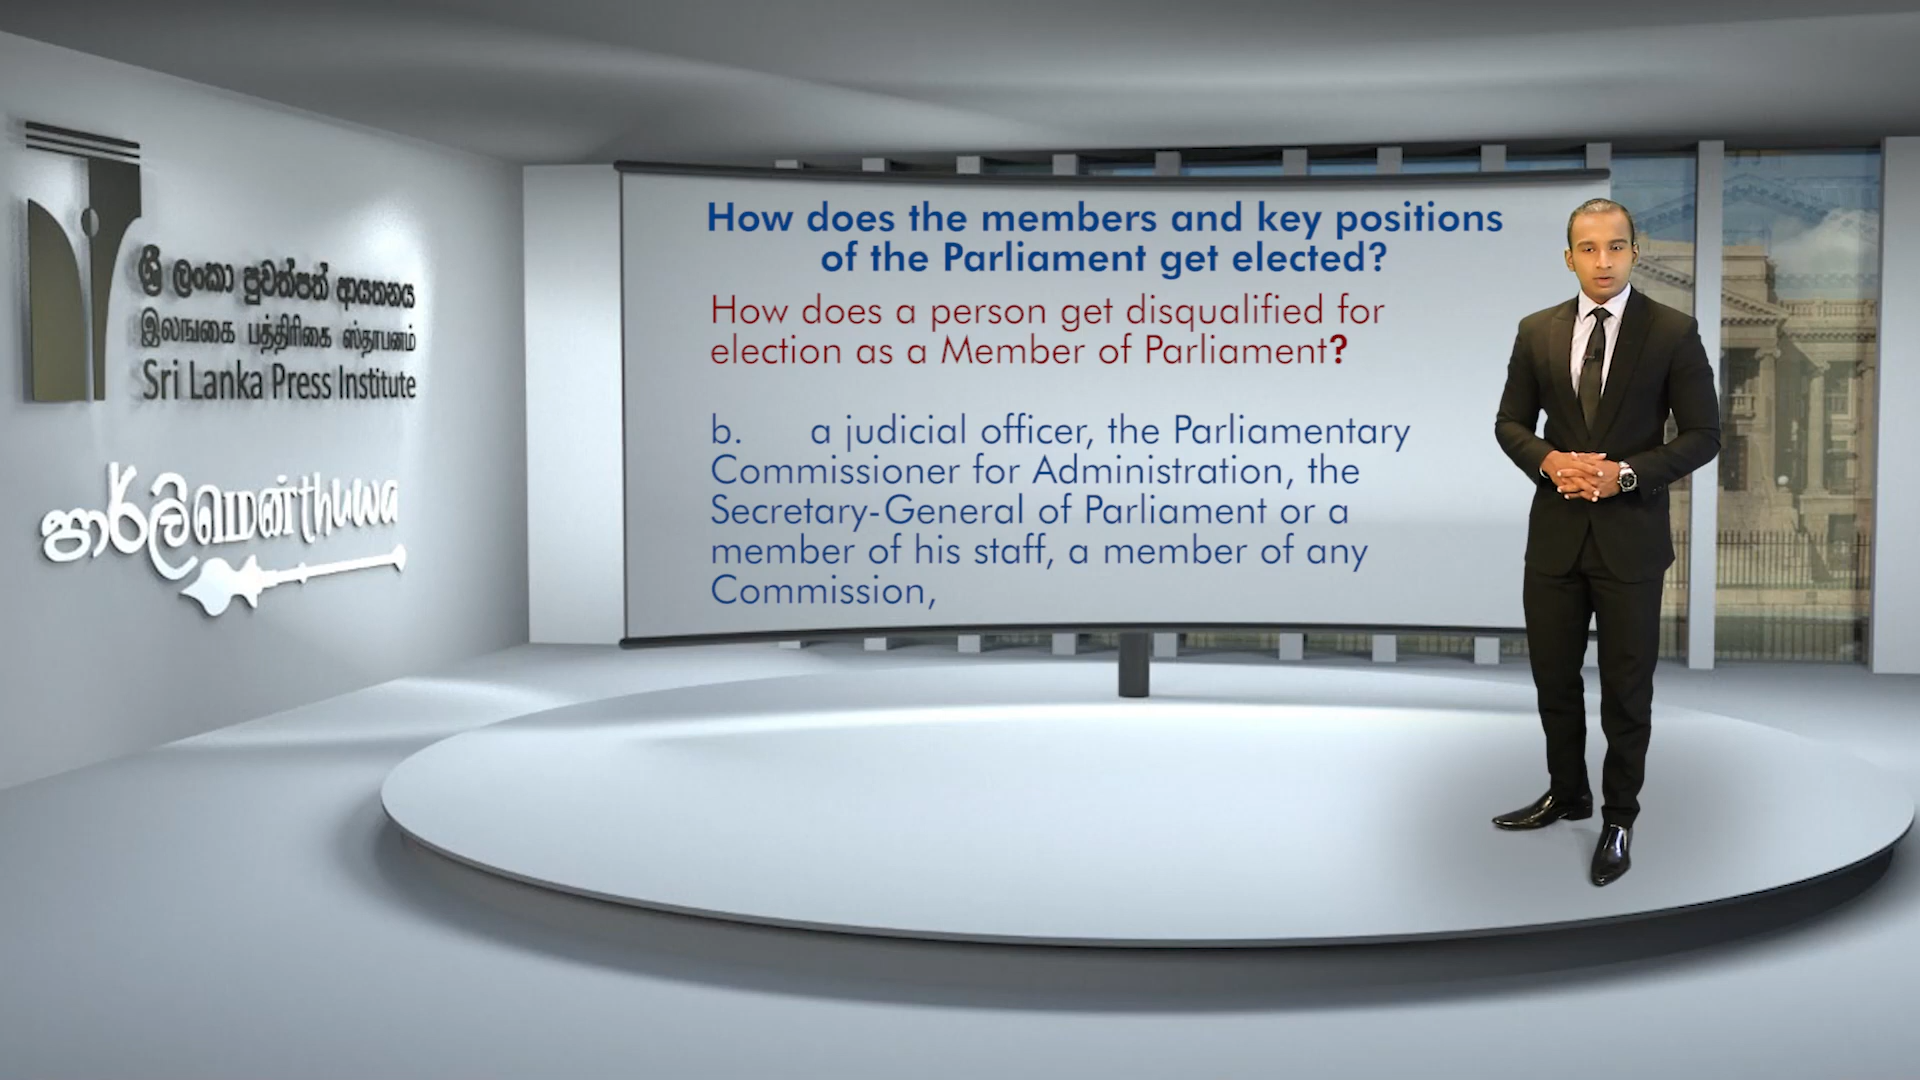 ශ්‍රී ලංකා පුවත්පත් ආයතනය
இலங்கை பத்திரிகை ஸ்தாபனம்
Sri Lanka Press Institute
පාර්ලිமெண்thuwa
How does the members and key positions
of the Parliament get elected?
How does a person get disqualified for
election as a Member of Parliament?
b. a judicial officer, the Parliamentary
Commissioner for Administration, the
Secretary-General of Parliament or a
member of his staff, a member of any
Commission,